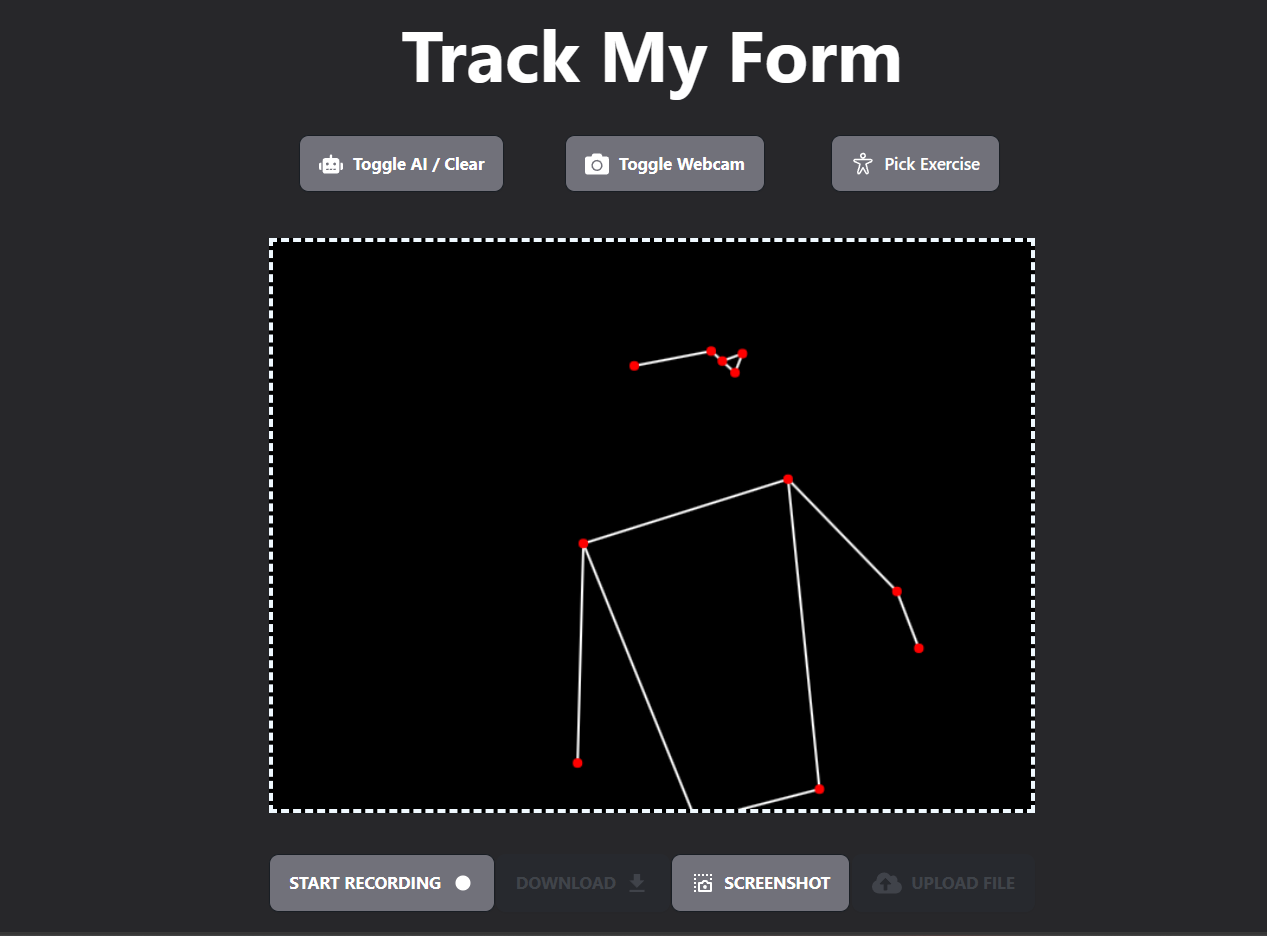 Track My Form
Toggle AI / Clear
Toggle Webcam
Pick Exercise
START RECORDING
DOWNLOAD
SCREENSHOT
UPLOAD FILE